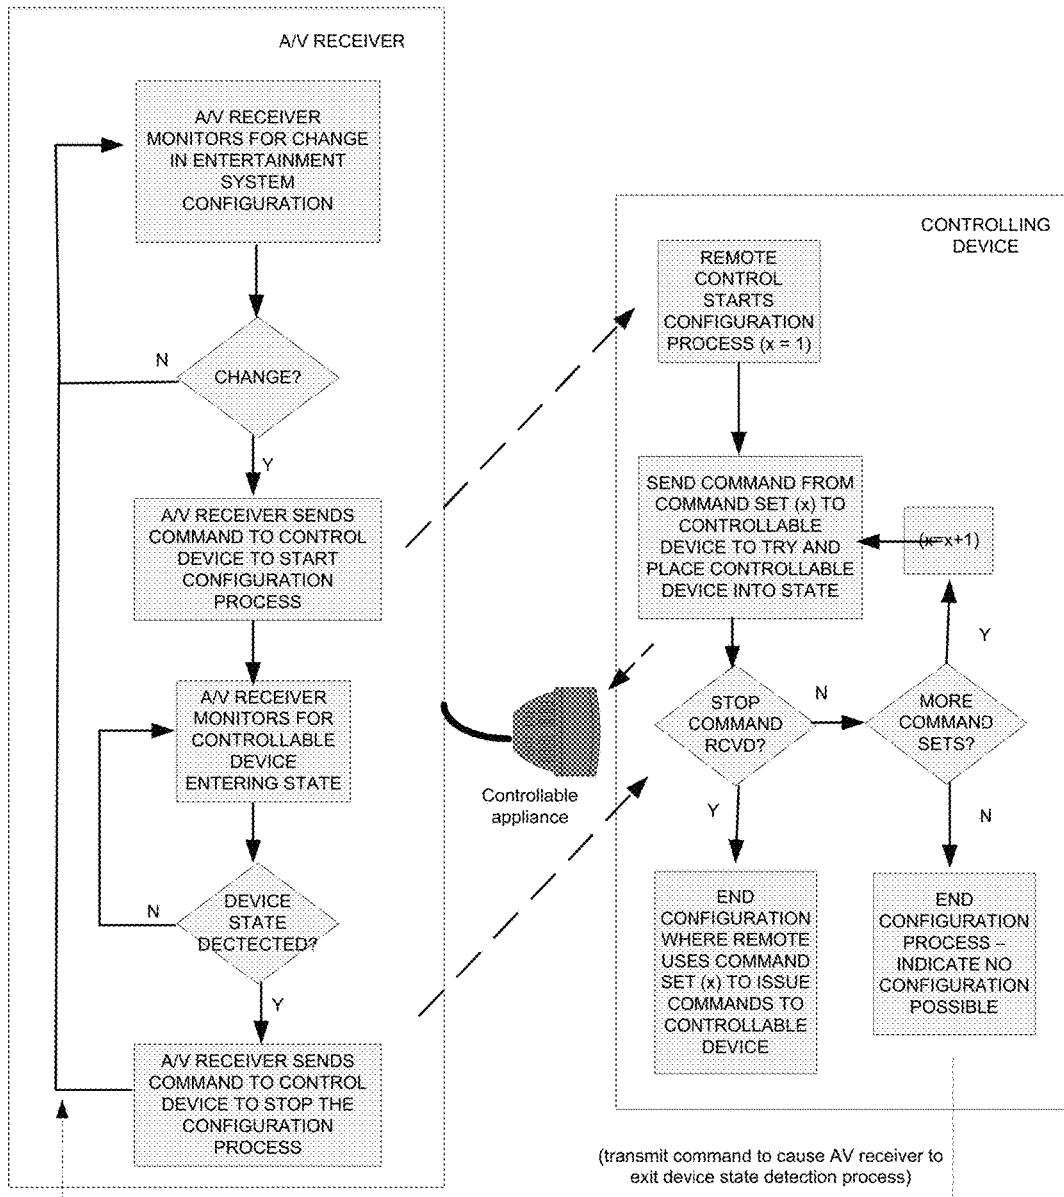 A/V RECEIVER
A/V RECEIVER
MONITORS FOR CHANGE
IN ENTERTAINMENT
SYSTEM
CONFIGURATION
N
CHANGE?
Y
A/V RECEIVER SENDS
COMMAND TO CONTROL
DEVICE TO START
CONFIGURATION
PROCESS
A/V RECEIVER
MONITORS FOR
CONTROLLABLE
DEVICE
ENTERING STATE
N
DEVICE
STATE
DECTECTED?
Y
A/V RECEIVER SENDS
COMMAND TO CONTROL
DEVICE TO STOP THE
CONFIGURATION
PROCESS
Controllable
appliance
CONTROLLING
DEVICE
REMOTE
CONTROL
STARTS
CONFIGURATION
PROCESS (x = 1)
SEND COMMAND FROM
COMMAND SET (x) TO
CONTROLLABLE
DEVICE TO TRY AND
PLACE CONTROLLABLE
DEVICE INTO STATE
(x=x+1)
Y
STOP
COMMAND
RCVD?
N
MORE
COMMAND
SETS?
Y
N
END
CONFIGURATION
WHERE REMOTE
USES COMMAND
SET (x) TO ISSUE
COMMANDS TO
CONTROLLABLE
DEVICE
END
CONFIGURATION
PROCESS –
INDICATE NO
CONFIGURATION
POSSIBLE
(transmit command to cause AV receiver to
exit device state detection process)